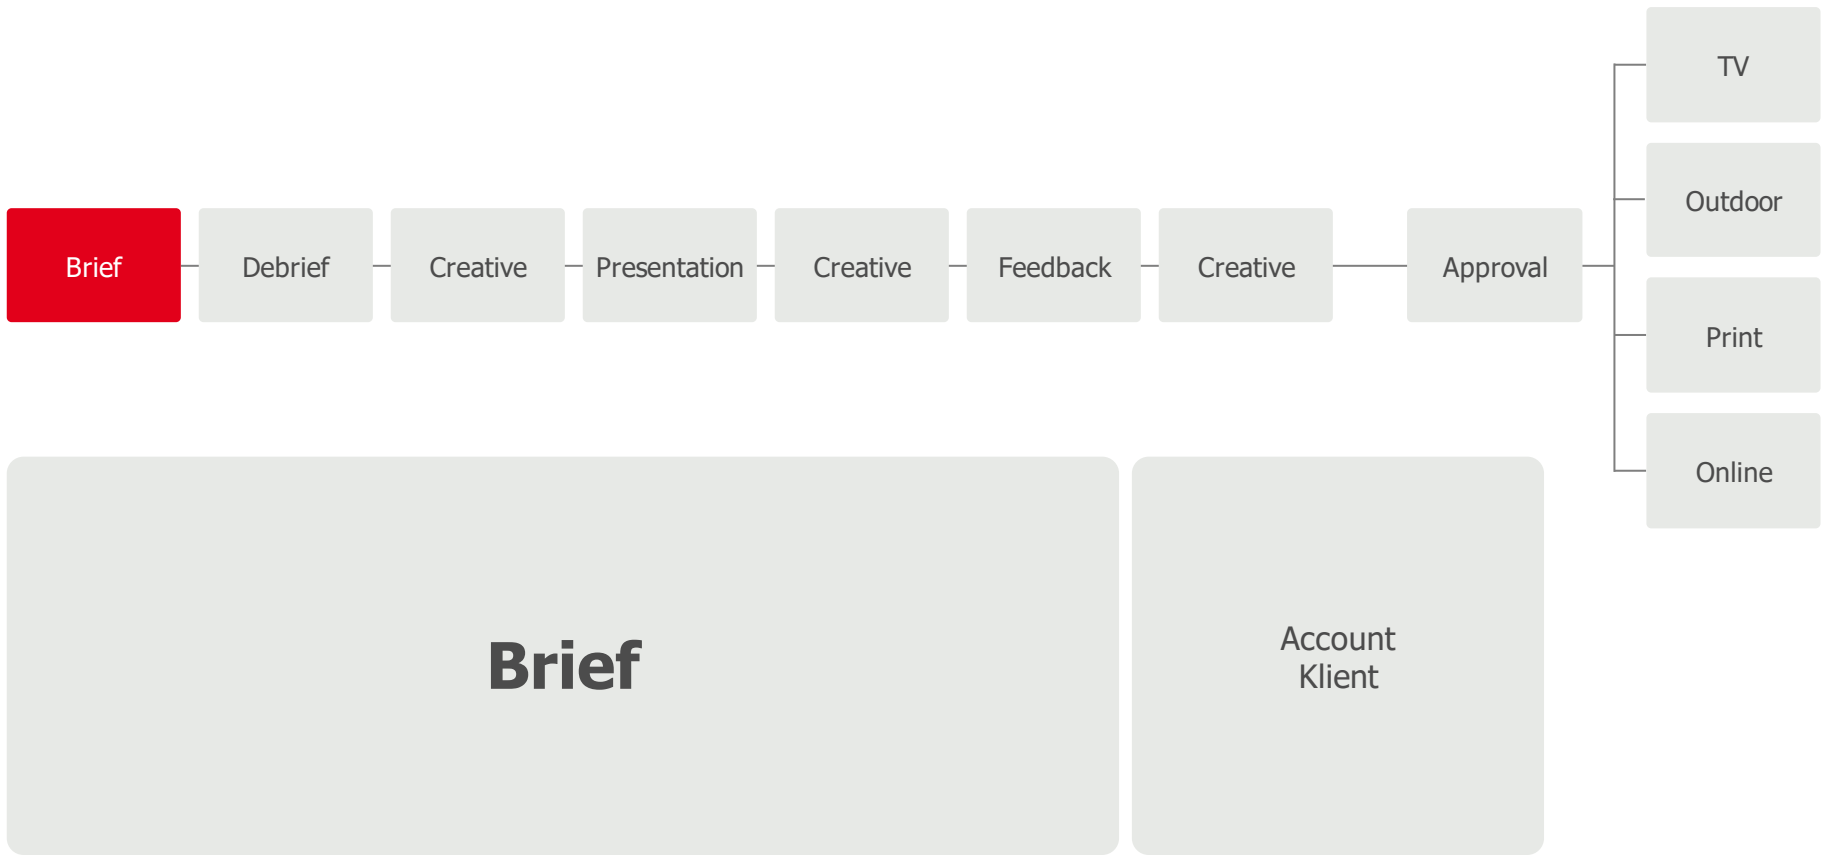 TV
Outdoor
Brief
Debrief
Creative
Presentation
Creative
Feedback
Creative
Approval
Print
Online
Brief
Account
Klient